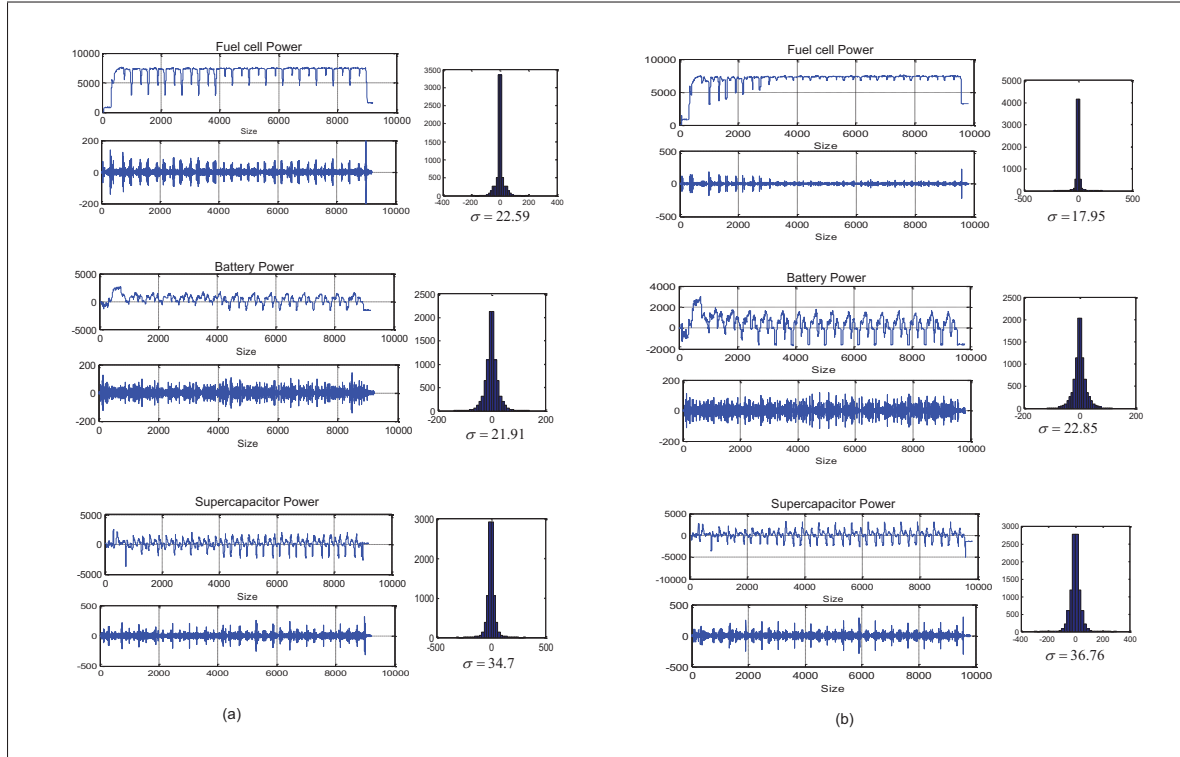 Fuel cell Power
10000
5000
0
0 2000 4000 6000 8000 10000
Size
200
0
-200
0 2000 4000 6000 8000 10000
3500
3000
2500
2000
1500
1000
500
0
-400 -200 0 200 400
σ = 22.59
Battery Power
5000
0
-5000
0 2000 4000 6000 8000 10000
200
0
-200
0 2000 4000 6000 8000 10000
Size
2500
2000
1500
1000
500
0
-200 0 200
σ = 21.91
Supercapacitor Power
5000
0
-5000
0 2000 4000 6000 8000 10000
Size
500
0
-500
0 2000 4000 6000 8000 10000
3000
2000
1000
0
-500 0 500
σ = 34.7
(a)
Fuel cell Power
10000
5000
0
0 2000 4000 6000 8000 10000
Size
500
0
-500
0 2000 4000 6000 8000 10000
Size
5000
4000
3000
2000
1000
0
-500 0 500
σ = 17.95
Battery Power
4000
2000
0
-2000
0 2000 4000 6000 8000 10000
200
0
-200
0 2000 4000 6000 8000 10000
Size
2500
2000
1500
1000
500
0
-200 0 200
σ = 22.85
Supercapacitor Power
5000
0
-5000
-10000
0 2000 4000 6000 8000 10000
Size
500
0
-500
0 2000 4000 6000 8000 10000
Size
3000
2500
2000
1500
1000
500
0
-400 -200 0 200 400
σ = 36.76
(b)